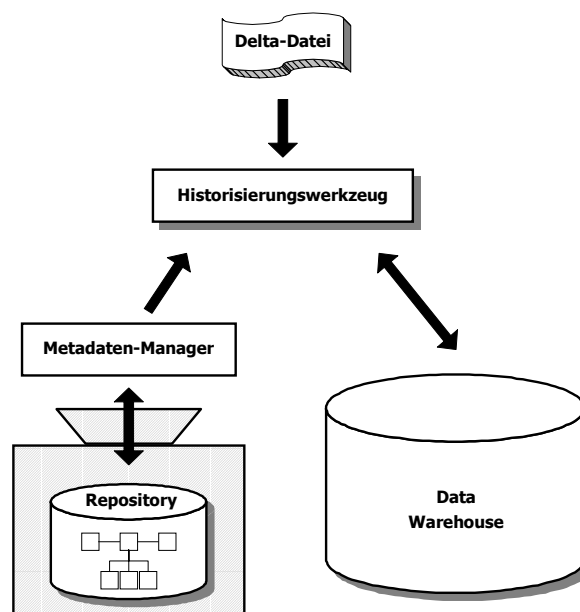 Delta-Datei
Historisierungswerkzeug
Metadaten-Manager
Repository
Data
Warehouse